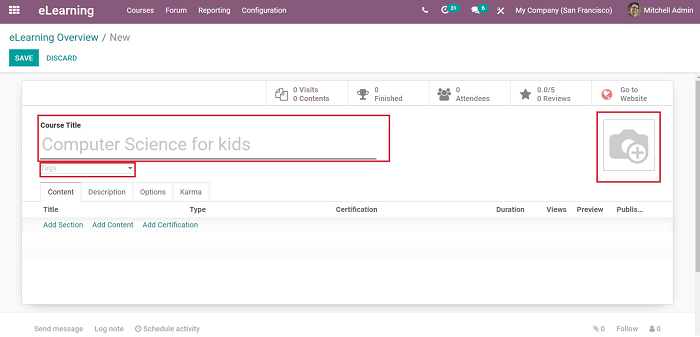 eLearning Courses Forum Reporting Configuration 31 6 My Company (San Francisco) Mitchell Admin
eLearning Overview / New
SAVE DISCARD
0 Visits
0 Contents
0
Finished
0
Attendees
0.0/5
0 Reviews
Go to
Website
Course Title
Computer Science for kids
Tags
Content Description Options Karma
Title Type Certification Duration Views Preview Publis...
Add Section Add Content Add Certification
Send message Log note Schedule activity 0 Follow 0